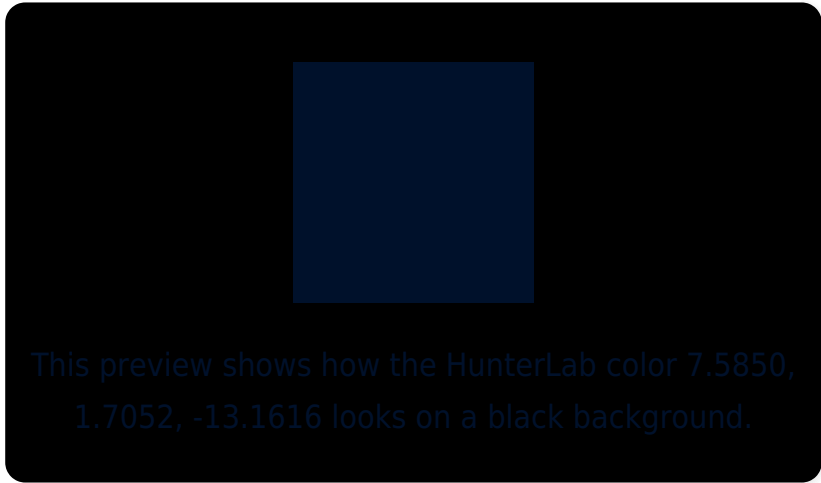 This preview shows how the HunterLab color 7.5850,
1.7052, -13.1616 looks on a black background.